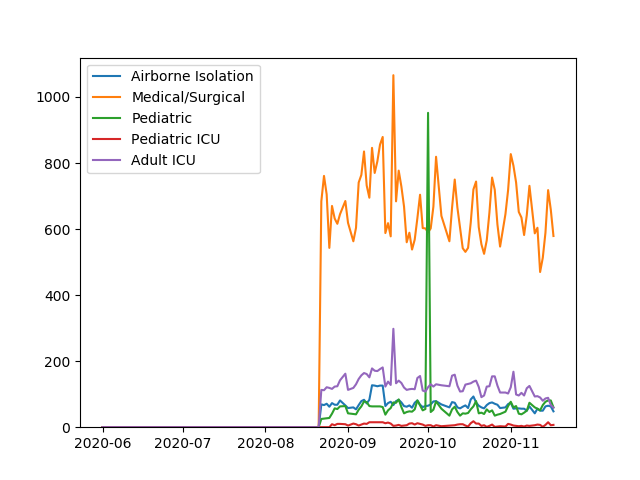 Airborne Isolation
Medical/Surgical
Pediatric
Pediatric ICU
Adult ICU
1000
800
600
400
200
0
2020-06 2020-07 2020-08 2020-09 2020-10 2020-11